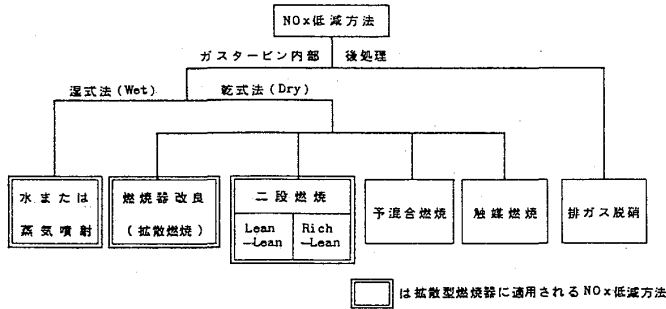 NOx低減方法
ガスタービン内部
後処理
湿式法(Wet)
乾式法(Dry)
水または
蒸気噴射
燃焼器改良
(拡散燃焼)
二段燃焼
Lean
-Lean
Rich
-Lean
予混合燃焼
触媒燃焼
排ガス脱硝
は拡散型燃焼器に適用されるNOx低減方法